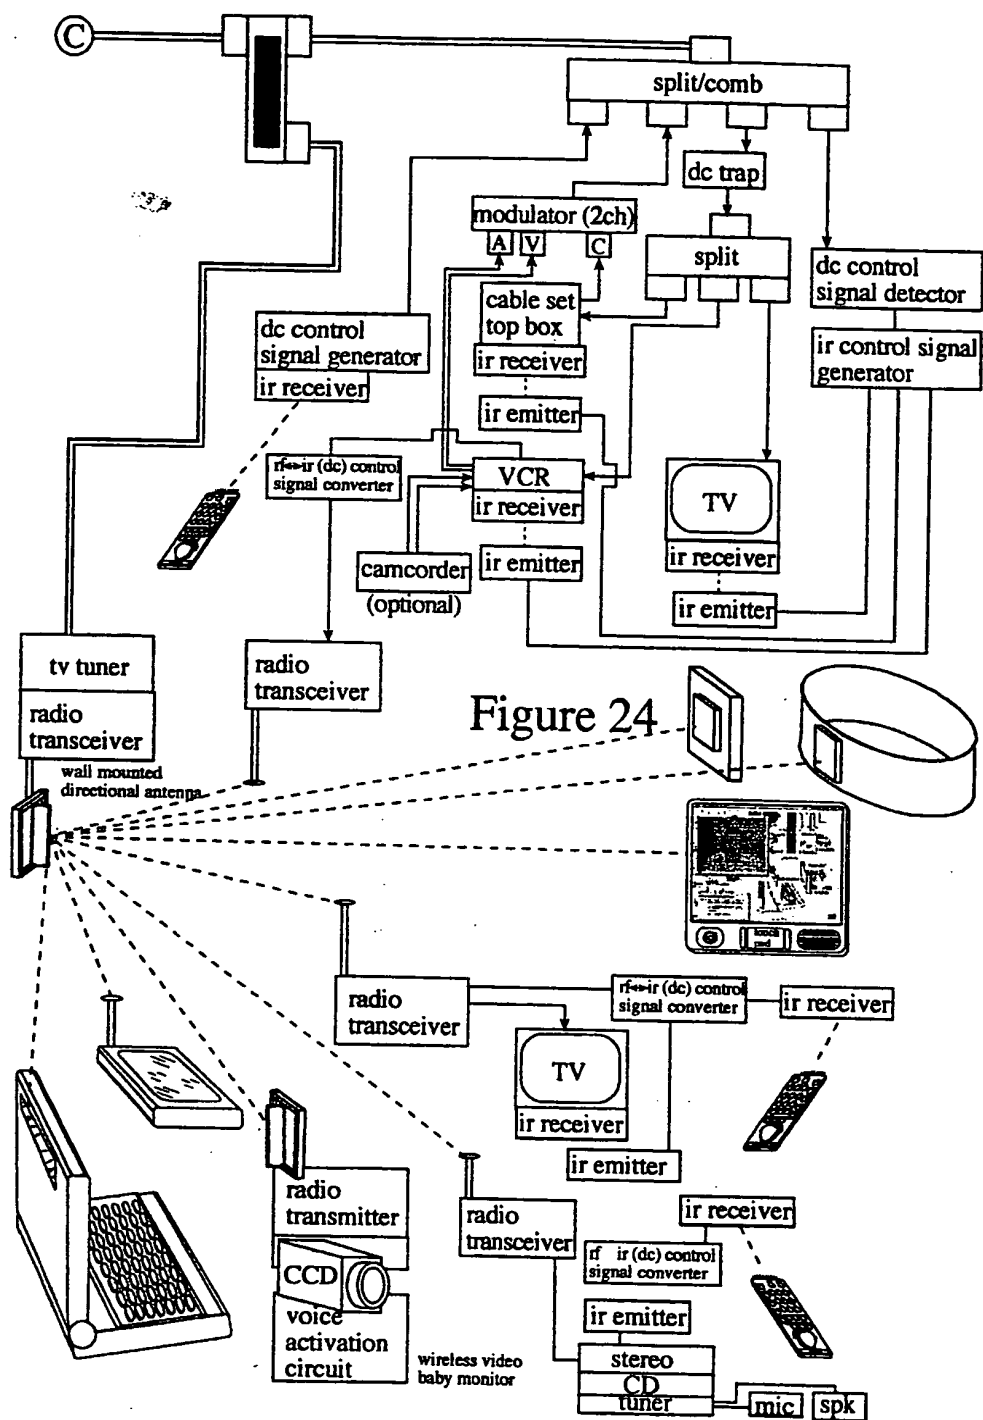 C
split/comb
dc trap
modulator (2ch)
A V C
split
dc control
signal detector
cable set
top box
ir receiver
dc control
signal generator
ir receiver
ir control signal
generator
ir emitter
rf↔ir (dc) control
signal converter
VCR
ir receiver
TV
ir receiver
camcorder
(optional)
ir emitter
ir emitter
tv tuner
radio
transceiver
radio
transceiver
Figure 24
wall mounted
directional antenna
touch
pad
radio
transceiver
rf↔ir (dc) control
signal converter
ir receiver
TV
ir receiver
ir emitter
radio
transmitter
CCD
voice
activation
circuit
wireless video
baby monitor
radio
transceiver
ir receiver
rf ir (dc) control
signal converter
ir emitter
stereo
CD
tuner
mic
spk